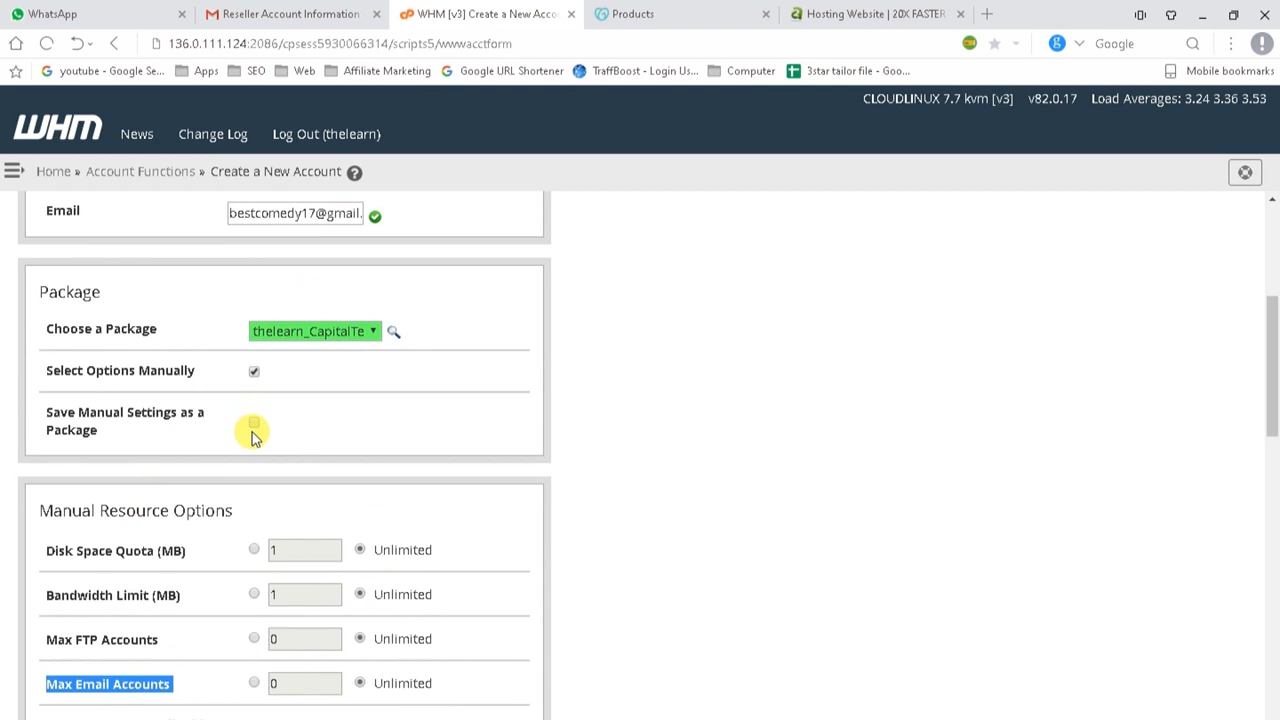 WhatsApp
Reseller Account Information
WHM [v3] Create a New Acco
Products
Hosting Website | 20X FASTER
136.0.111.124:2086/cpsess5930086314/scripts5/wwwacctform
Google
youtube - Google Se...
Apps
SEO
Web
Affiliate Marketing
Google URL Shortener
TraffBoost - Login Us...
Computer
3star tailor file - Goo...
Mobile bookmarks
CLOUDLINUX 7.7 kvm [v3] v82.0.17 Load Averages: 3.24 3.36 3.53
WHM
News
Change Log
Log Out (thelearn)
Home » Account Functions » Create a New Account
Email
bestcomedy17@gmail.
Package
Choose a Package
thelearn_CapitalTe
Select Options Manually
Save Manual Settings as a
Package
Manual Resource Options
Disk Space Quota (MB) 1 Unlimited
Bandwidth Limit (MB) 1 Unlimited
Max FTP Accounts 0 Unlimited
Max Email Accounts 0 Unlimited